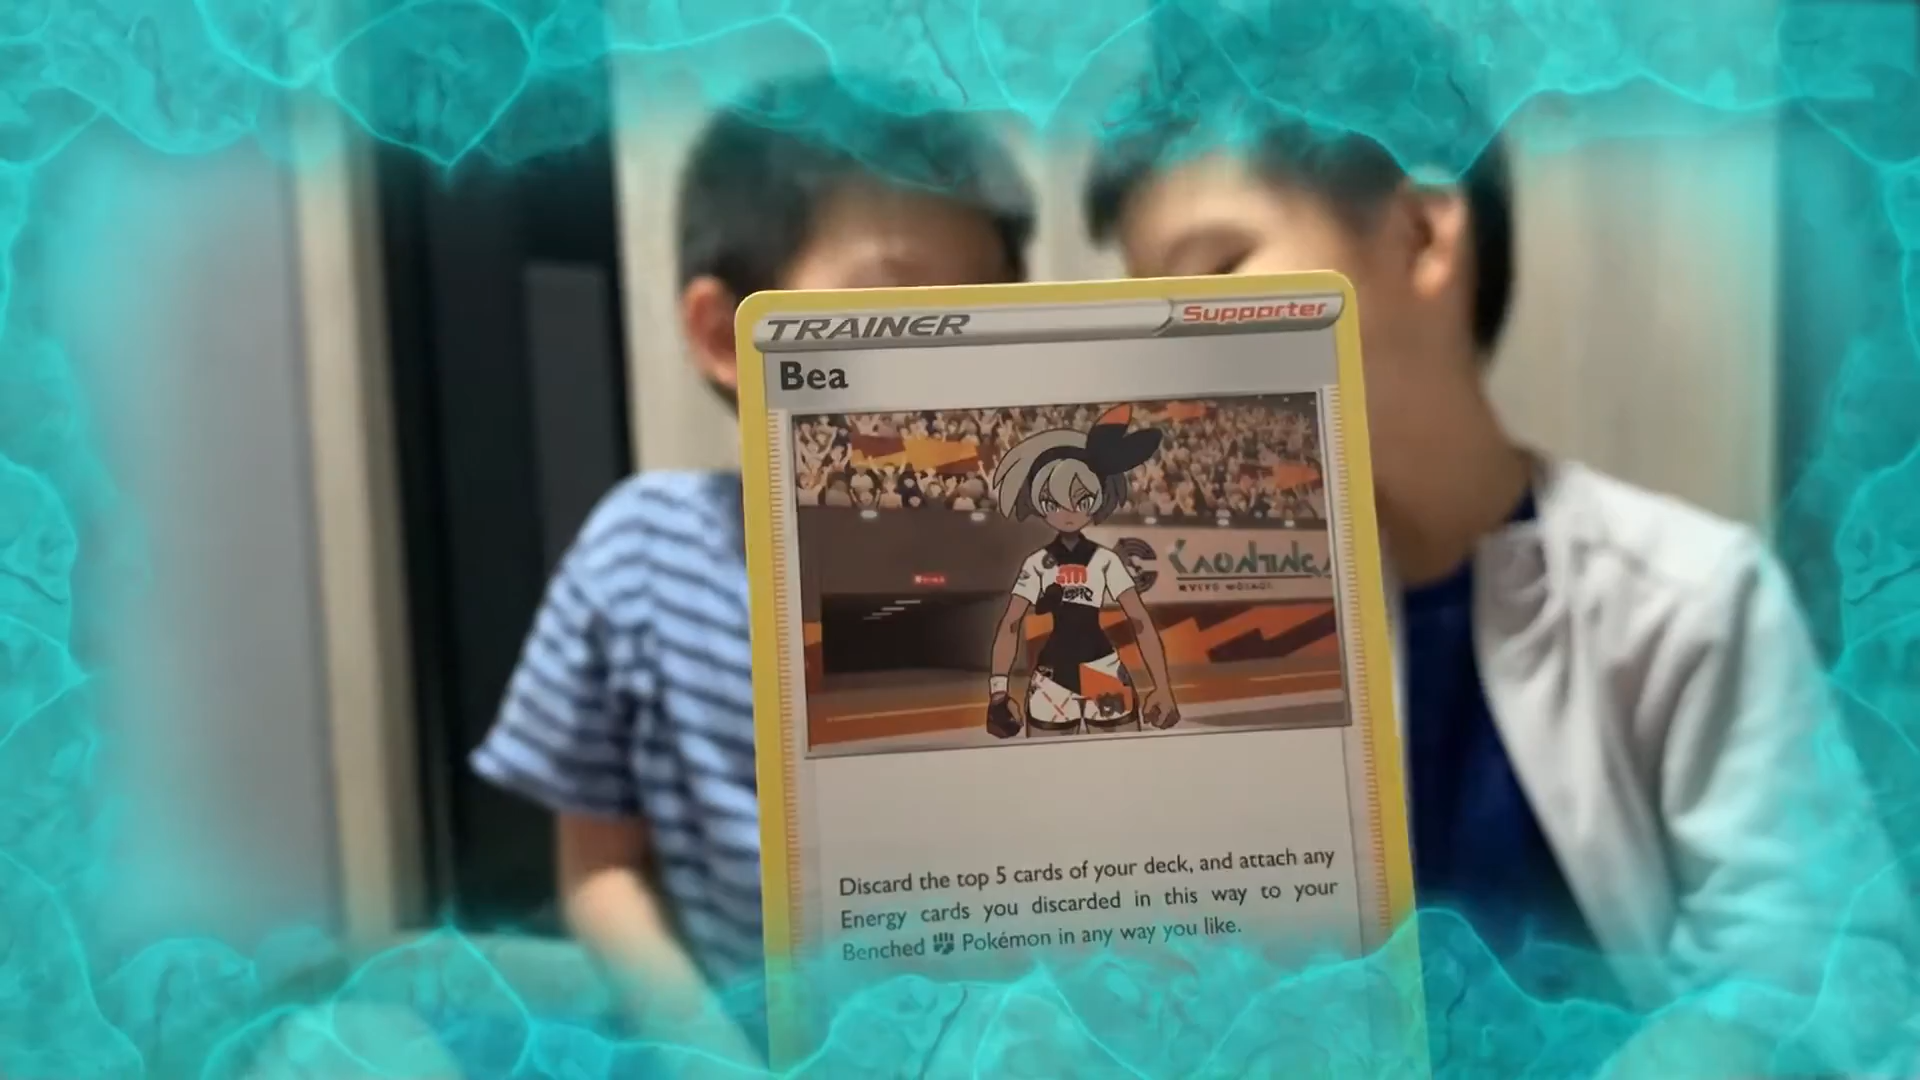 TRAINER
Supporter
Bea
Discard the top 5 cards of your deck, and attach any
Energy cards you discarded in this way to your
Benched Pokémon in any way you like.